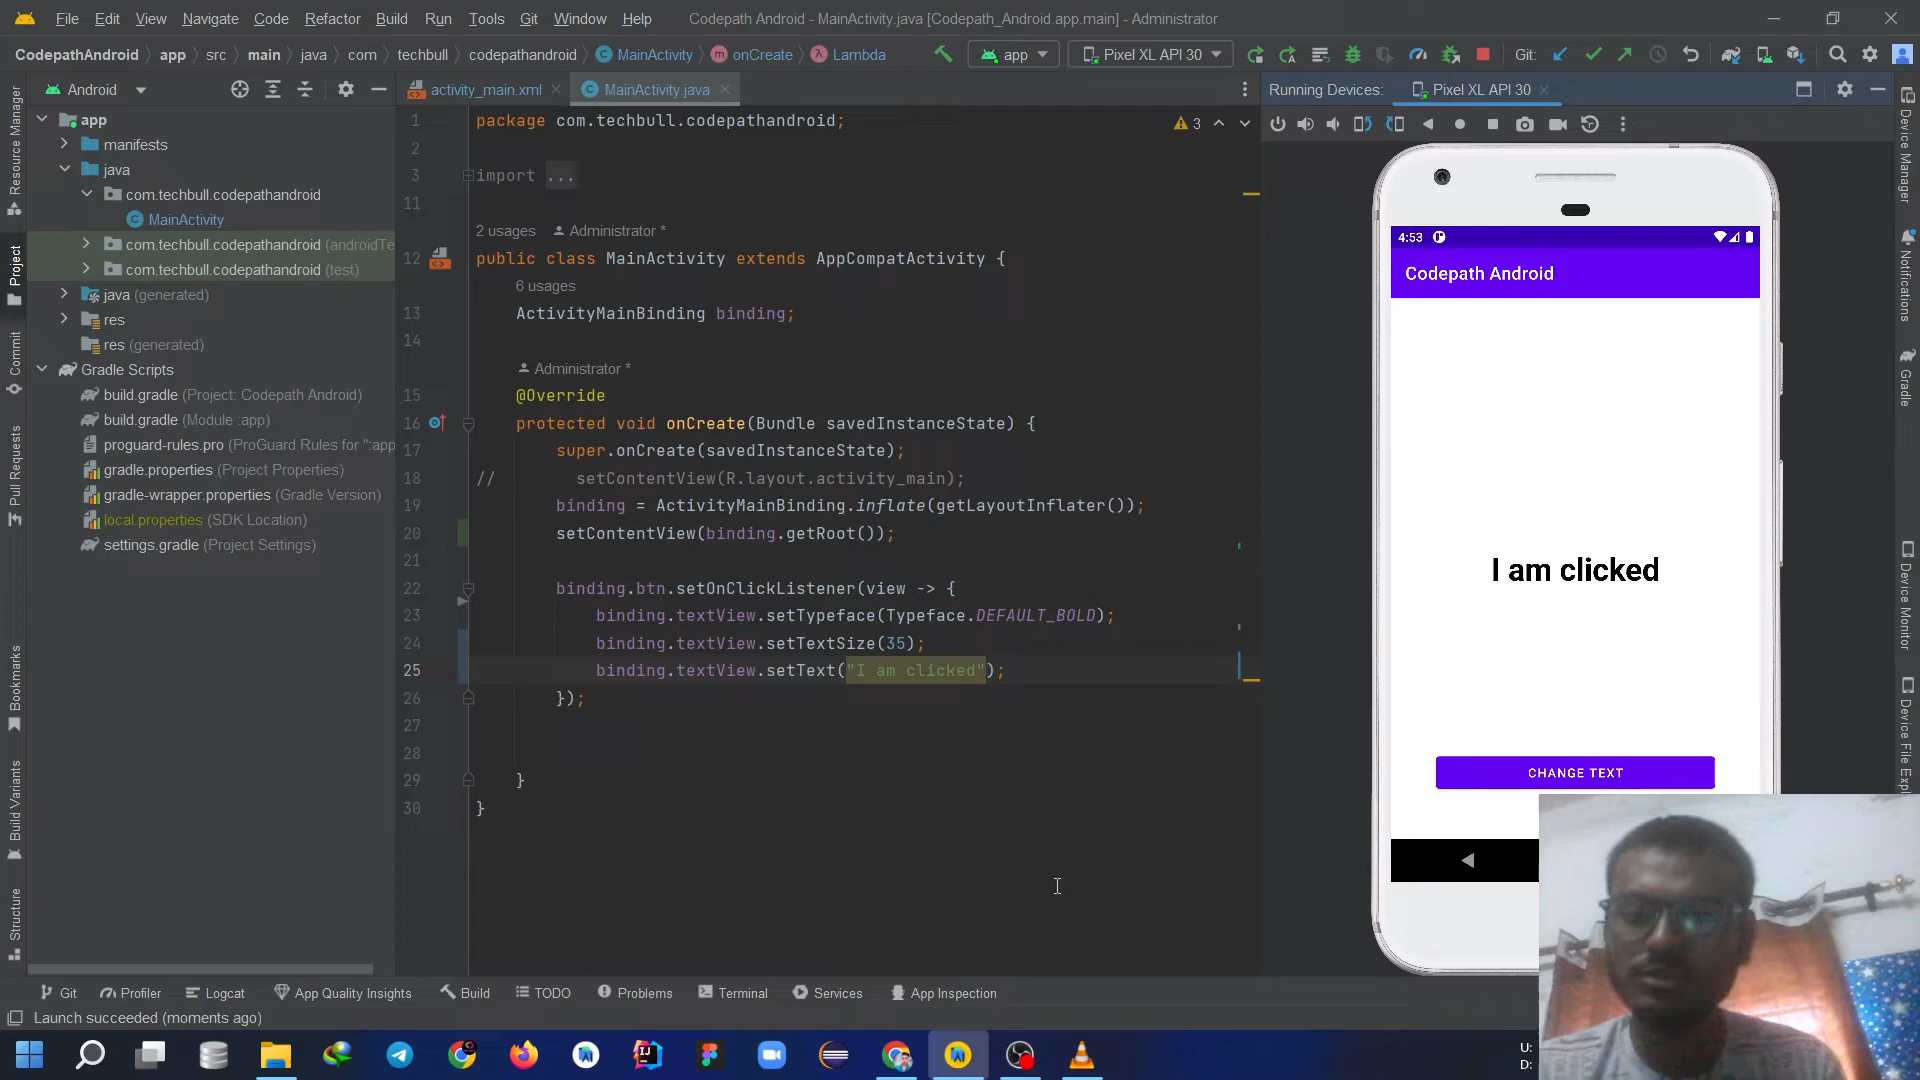 File Edit View Navigate Code Refactor Build Run Tools Git Window Help Codepath Android - MainActivity.java [Codepath_Android.app.main] - Administrator
CodepathAndroid app src main java com techbull codepathandroid MainActivity onCreate Lambda app Pixel XL API 30 Git:
Android
activity_main.xml MainActivity.java
Running Devices: Pixel XL API 30
Resource Manager
Project
Commit
Pull Requests
Bookmarks
Build Variants
Structure
app
manifests
java
com.techbull.codepathandroid
MainActivity
com.techbull.codepathandroid (androidTe
com.techbull.codepathandroid (test)
java (generated)
res
res (generated)
Gradle Scripts
build.gradle (Project: Codepath Android)
build.gradle (Module :app)
proguard-rules.pro (ProGuard Rules for ":app
gradle.properties (Project Properties)
gradle-wrapper.properties (Gradle Version)
local.properties (SDK Location)
settings.gradle (Project Settings)
1 package com.techbull.codepathandroid; 3
2
3 import ...
11
2 usages Administrator *
12 public class MainActivity extends AppCompatActivity {
6 usages
13 ActivityMainBinding binding;
14
Administrator *
15 @Override
16 protected void onCreate(Bundle savedInstanceState) {
17 super.onCreate(savedInstanceState);
18 // setContentView(R.layout.activity_main);
19 binding = ActivityMainBinding.inflate(getLayoutInflater());
20 setContentView(binding.getRoot());
21
22 binding.btn.setOnClickListener(view -> {
23 binding.textView.setTypeface(Typeface.DEFAULT_BOLD);
24 binding.textView.setTextSize(35);
25 binding.textView.setText("I am clicked");
26 });
27
28
29 }
30 }
4:53
Codepath Android
I am clicked
CHANGE TEXT
Device Manager
Notifications
Gradle
Device Monitor
Device File Expl
Git Profiler Logcat App Quality Insights Build TODO Problems Terminal Services App Inspection
Launch succeeded (moments ago)
U:
D: